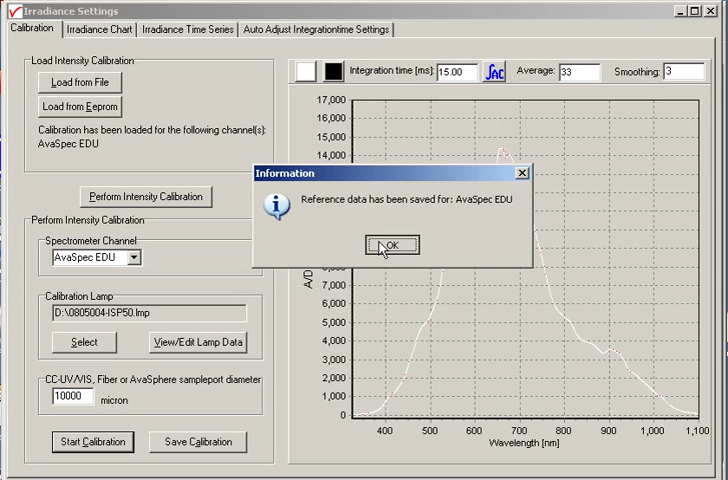 Irradiance Settings
Calibration
Irradiance Chart
Irradiance Time Series
Auto Adjust Integrationtime Settings
Load Intensity Calibration
Load from File
Load from Eeprom
Calibration has been loaded for the following channel(s):
AvaSpec EDU
Perform Intensity Calibration
Perform Intensity Calibration
Spectrometer Channel
AvaSpec EDU
Calibration Lamp
D:\0805004-ISP50.lmp
Select
View/Edit Lamp Data
CC-UV/VIS, Fiber or AvaSphere sampleport diameter
10000
micron
Start Calibration
Save Calibration
Integration time [ms]:
15.00
SAC
Average:
33
Smoothing:
3
17,000
16,000
15,000
14,000
Information
Reference data has been saved for: AvaSpec EDU
OK
8,000
7,000
6,000
5,000
4,000
3,000
2,000
1,000
0
400 500 600 700 800 900 1,000 1,100
Wavelength [nm]